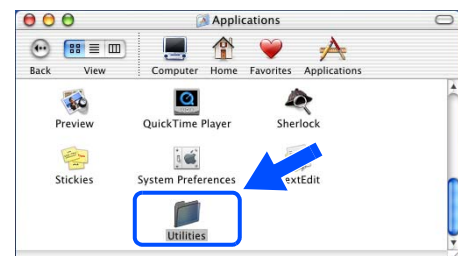 Applications
Back View Computer Home Favorites Applications
Preview QuickTime Player Sherlock
Stickies System Preferences extEdit
Utilities